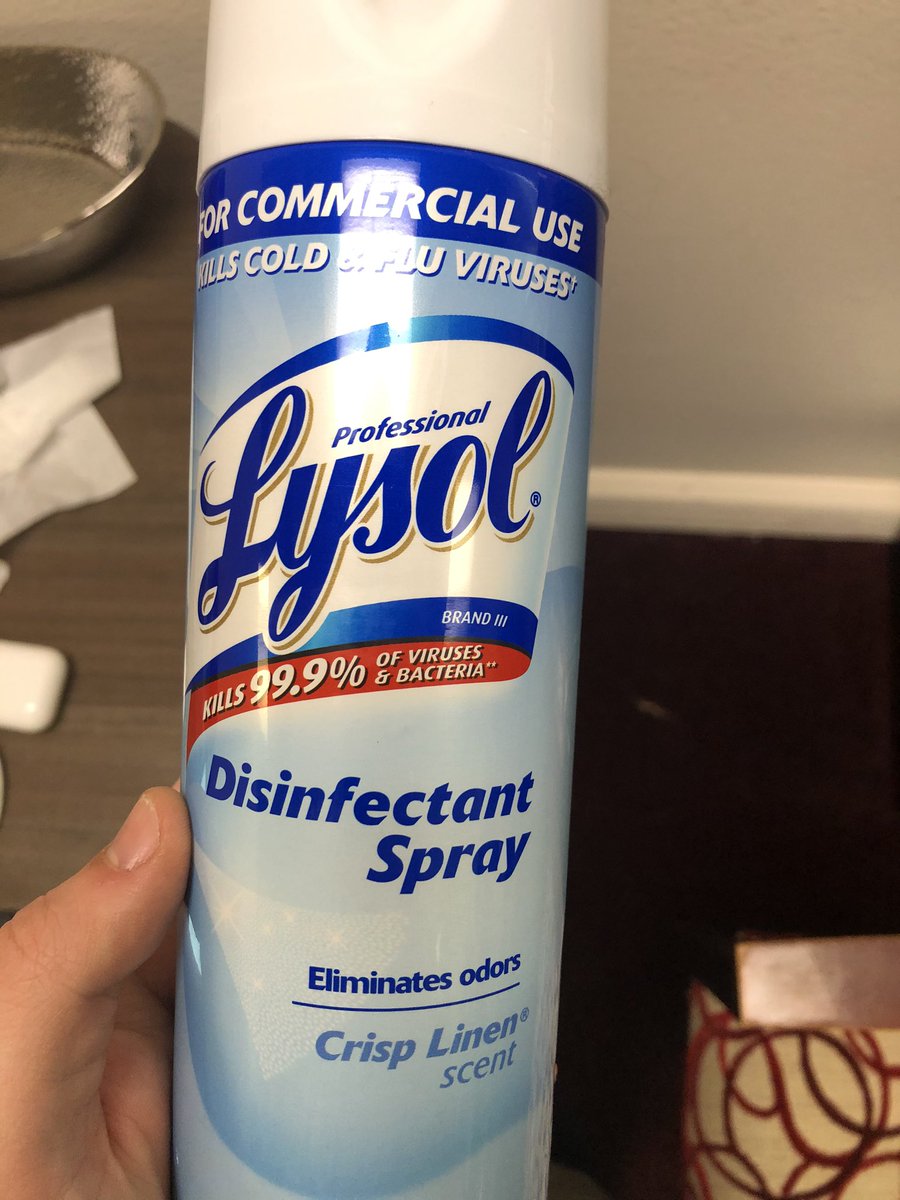 FOR COMMERCIAL USE
KILLS COLD & FLU VIRUSES†
Professional
Lysol®
BRAND III
KILLS 99.9% OF VIRUSES
& BACTERIA**
Disinfectant
Spray
Eliminates odors
Crisp Linen®
scent